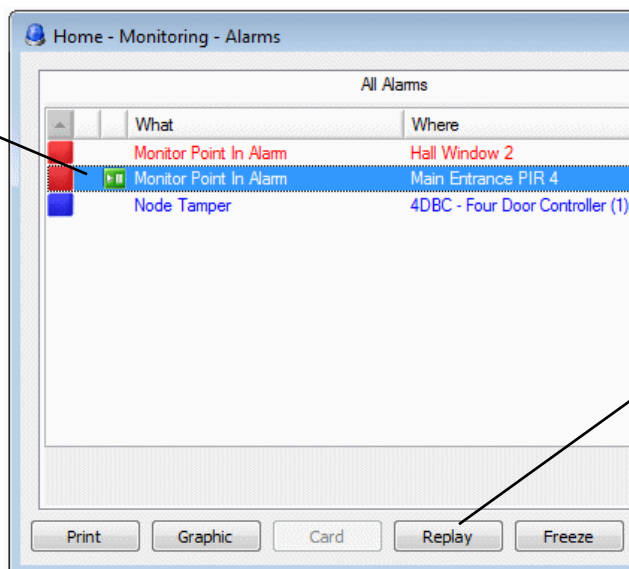 Home - Monitoring - Alarms
All Alarms
What Where
Monitor Point In Alarm Hall Window 2
Monitor Point In Alarm Main Entrance PIR 4
Node Tamper 4DBC - Four Door Controller (1)
Print Graphic Card Replay Freeze